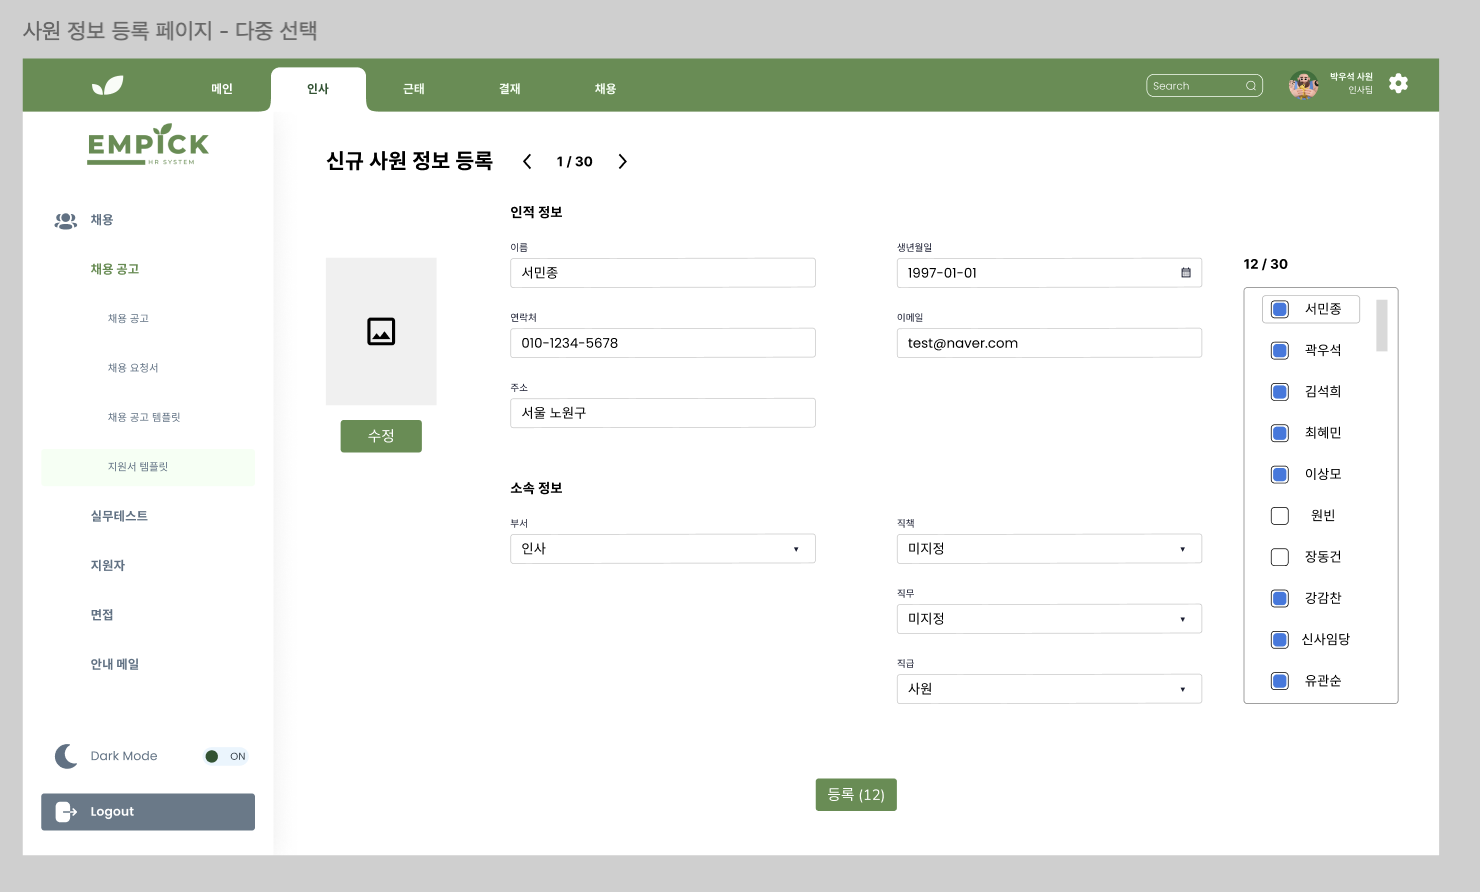 사원 정보 등록 페이지 - 다중 선택
메인
인사
근태
결재
채용
Search
박우석 사원
인사팀
EMPICK
HR SYSTEM
채용
채용 공고
채용 공고
채용 요청서
채용 공고 템플릿
지원서 템플릿
실무테스트
지원자
면접
안내 메일
Dark Mode
ON
Logout
신규 사원 정보 등록
1 / 30
수정
인적 정보
이름
서민종
생년월일
1997-01-01
연락처
010-1234-5678
이메일
test@naver.com
주소
서울 노원구
소속 정보
부서
인사
직책
미지정
직무
미지정
직급
사원
12 / 30
서민종
곽우석
김석희
최혜민
이상모
원빈
장동건
강감찬
신사임당
유관순
등록 (12)